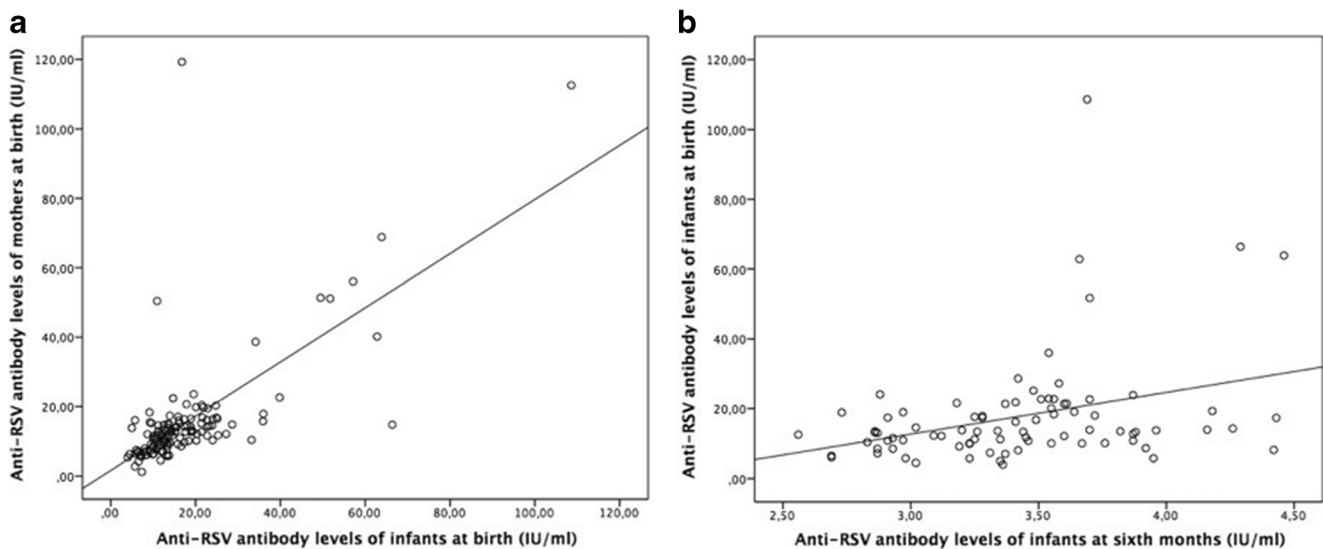 a
Anti-RSV antibody levels of mothers at birth (IU/ml)
120,00
100,00
80,00
60,00
40,00
20,00
,00
,00 20,00 40,00 60,00 80,00 100,00 120,00
Anti-RSV antibody levels of infants at birth (IU/ml)
b
Anti-RSV antibody levels of infants at birth (IU/ml)
120,00
100,00
80,00
60,00
40,00
20,00
,00
2,50 3,00 3,50 4,00 4,50
Anti-RSV antibody levels of infants at sixth months (IU/ml)